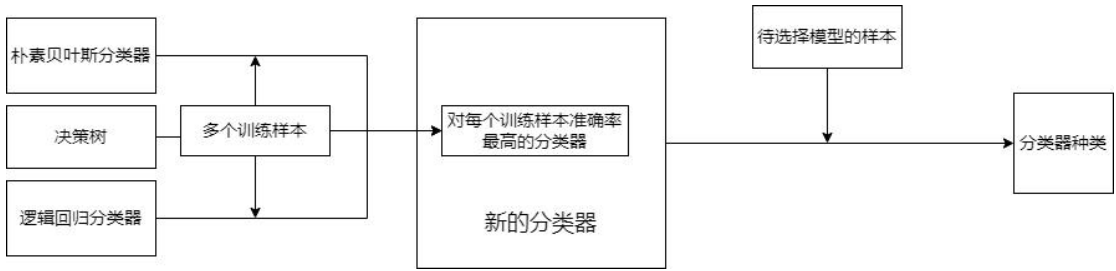 朴素贝叶斯分类器
决策树
逻辑回归分类器
多个训练样本
对每个训练样本准确率
最高的分类器
新的分类器
待选择模型的样本
分类器种类